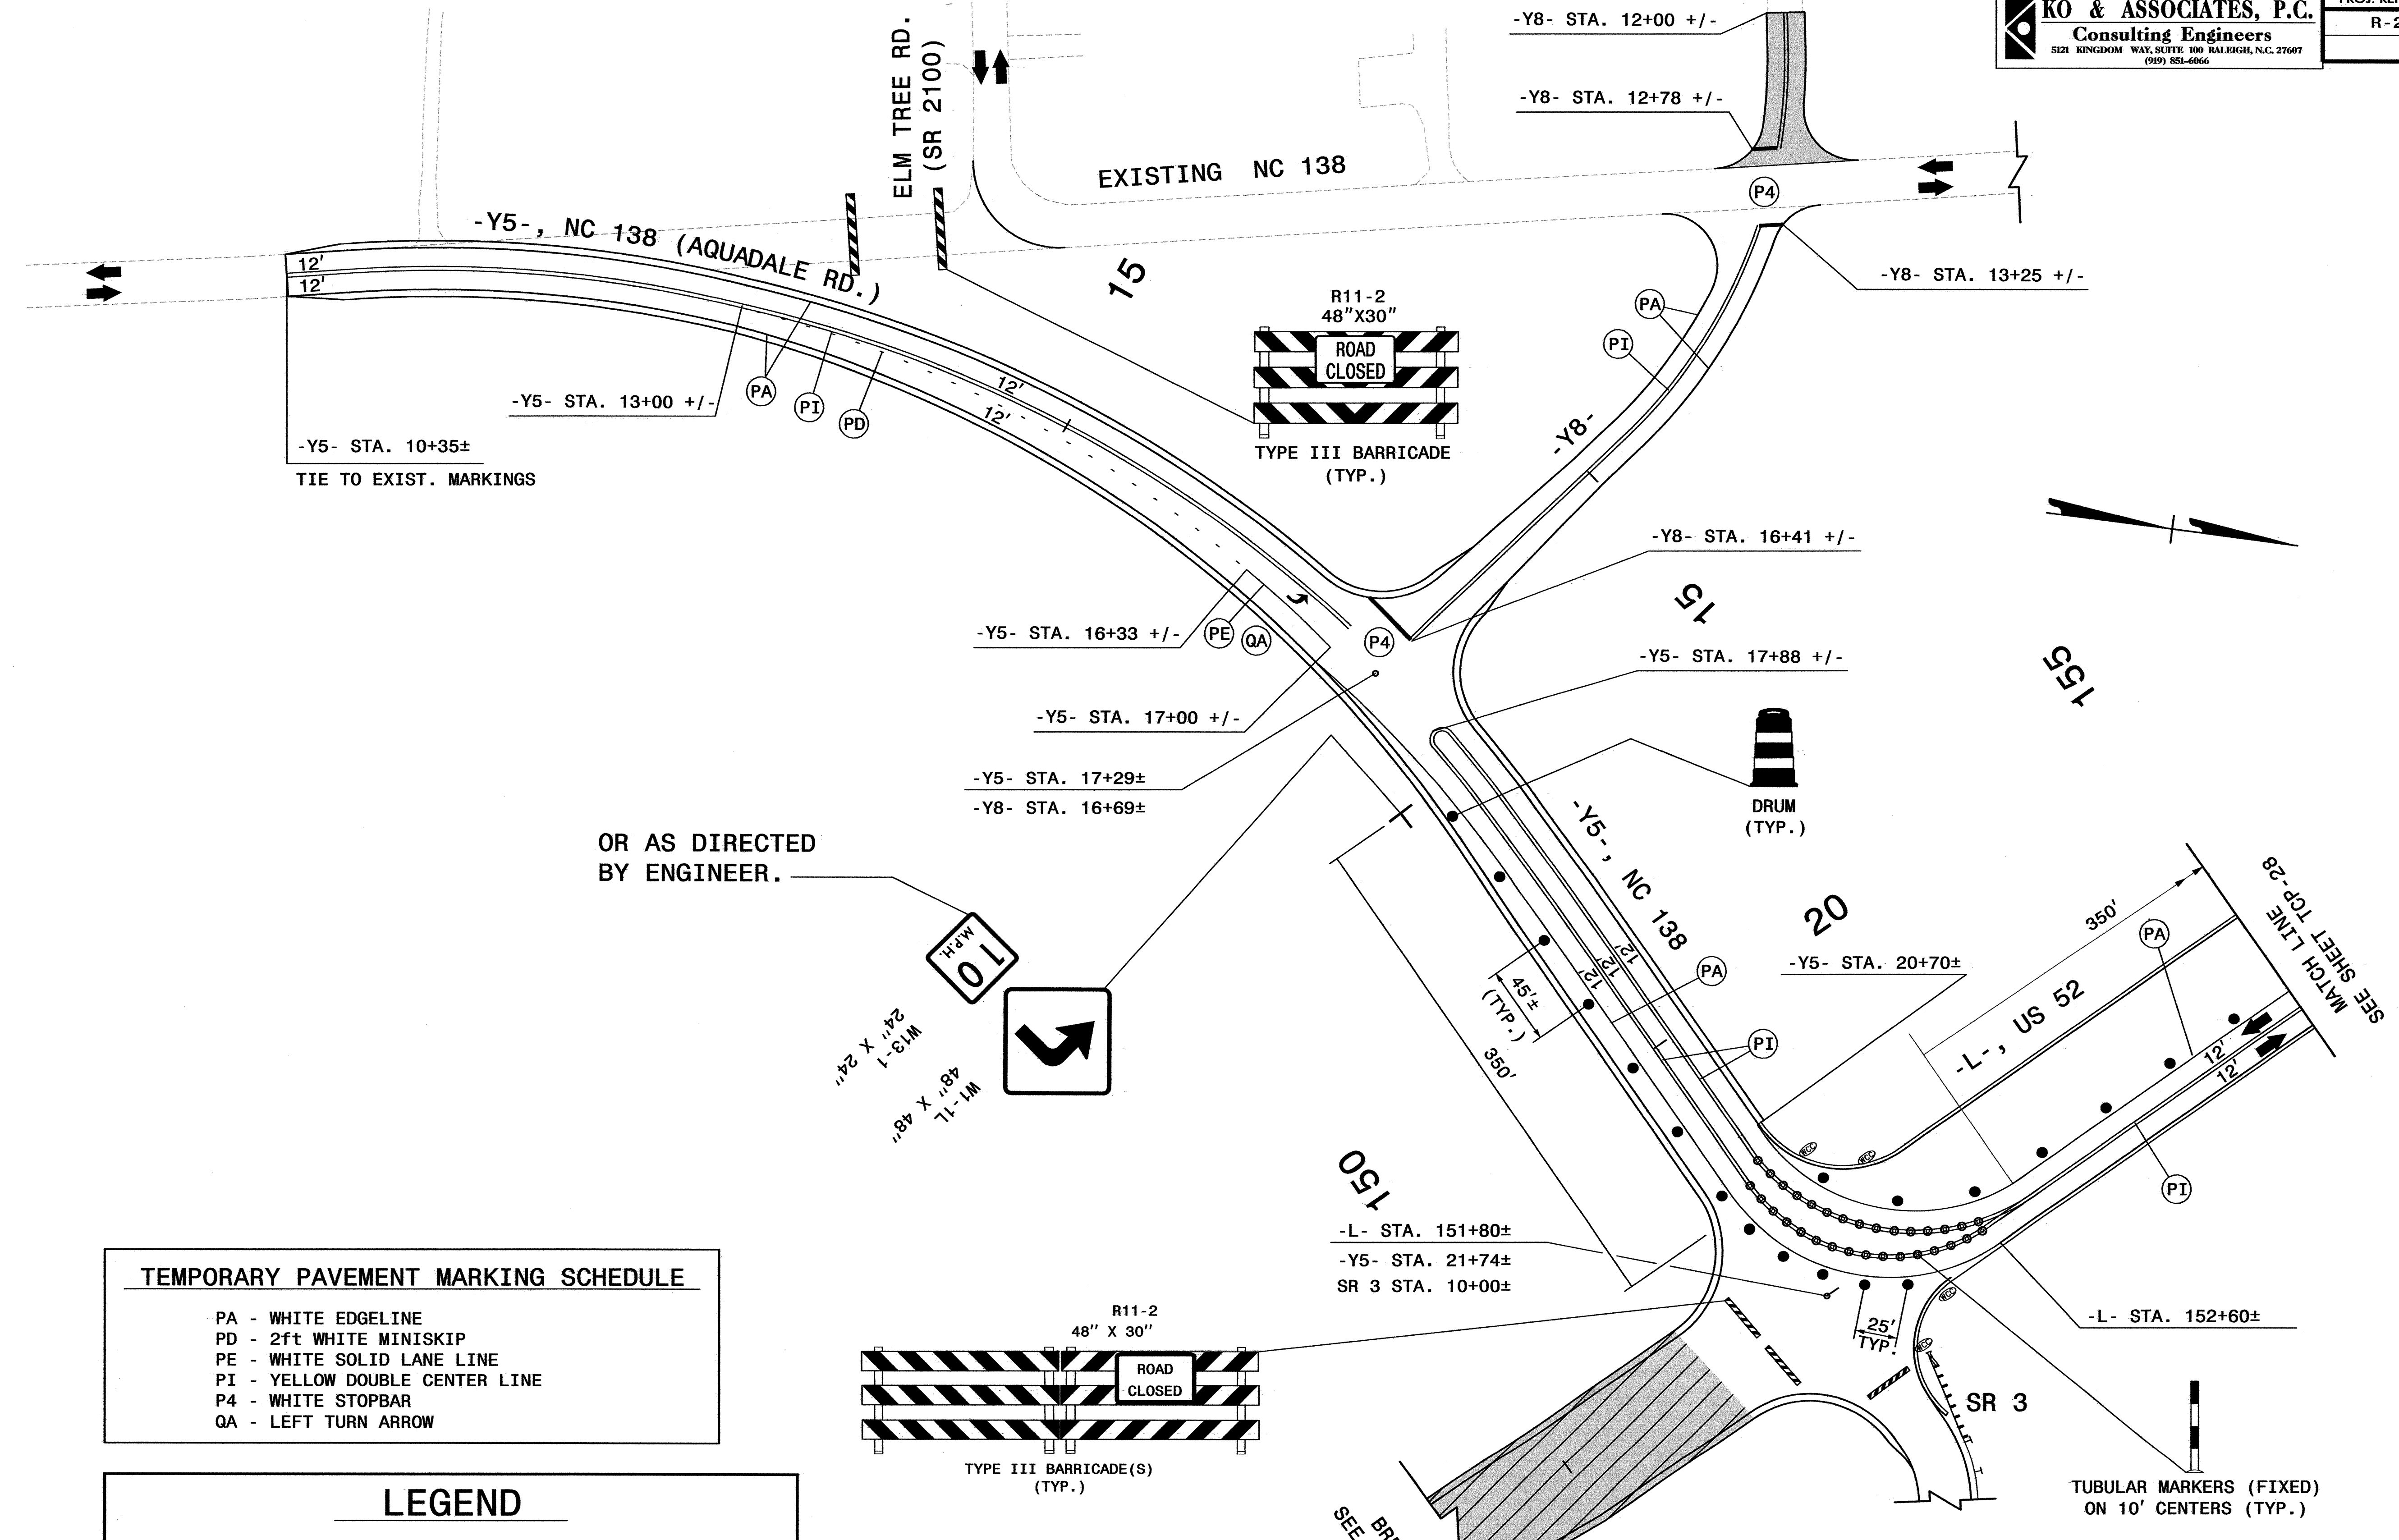 KO & ASSOCIATES, P.C.
Consulting Engineers
5121 KINGDOM WAY, SUITE 100 RALEIGH, N.C. 27607
(919) 851-6066
R-2
-Y8- STA. 12+00 +/-
-Y8- STA. 12+78 +/-
ELM TREE RD.
(SR 2100)
EXISTING NC 138
P4
-Y5-, NC 138 (AQUADALE RD.)
12'
12'
15
-Y8- STA. 13+25 +/-
R11-2
48"X30"
ROAD
CLOSED
TYPE III BARRICADE
(TYP.)
PA
PI
-Y8-
-Y5- STA. 13+00 +/-
PA
PI
PD
12'
12'
-Y5- STA. 10+35±
TIE TO EXIST. MARKINGS
-Y8- STA. 16+41 +/-
15
155
-Y5- STA. 16+33 +/-
PE
QA
P4
-Y5- STA. 17+88 +/-
-Y5- STA. 17+00 +/-
-Y5- STA. 17+29±
-Y8- STA. 16+69±
DRUM
(TYP.)
OR AS DIRECTED
BY ENGINEER.
10
M.P.H.
W13-1
24" X 24"
W1-1L
48" X 48"
-Y5-, NC 138
20
12'
12'
12'
45'±
(TYP.)
350'
PA
PI
-Y5- STA. 20+70±
350'
-L-, US 52
PA
MATCH LINE
SEE SHEET TCP-28
12'
12'
PI
WCC
WCC
WCC
WCC
150
-L- STA. 151+80±
-Y5- STA. 21+74±
SR 3 STA. 10+00±
25'
TYP.
-L- STA. 152+60±
SR 3
TUBULAR MARKERS (FIXED)
ON 10' CENTERS (TYP.)
R11-2
48" X 30"
ROAD
CLOSED
TYPE III BARRICADE(S)
(TYP.)
SEE
TEMPORARY PAVEMENT MARKING SCHEDULE
PA - WHITE EDGELINE
PD - 2ft WHITE MINISKIP
PE - WHITE SOLID LANE LINE
PI - YELLOW DOUBLE CENTER LINE
P4 - WHITE STOPBAR
QA - LEFT TURN ARROW
LEGEND